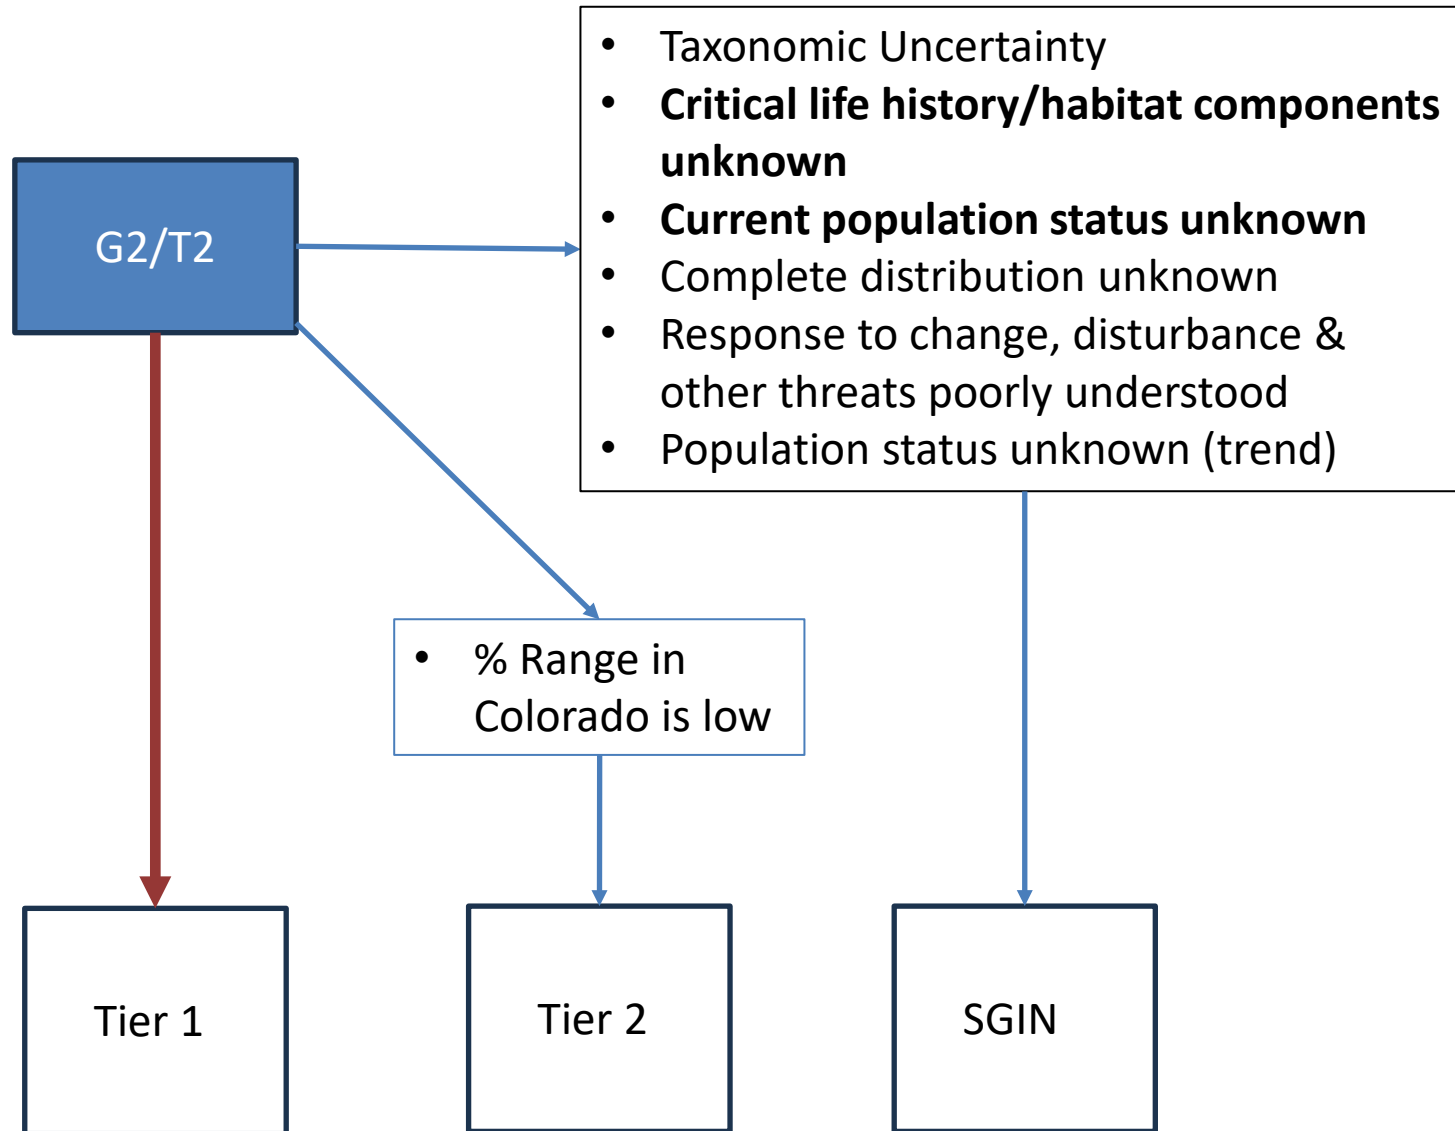 • Taxonomic Uncertainty
• Critical life history/habitat components
unknown
• Current population status unknown
• Complete distribution unknown
• Response to change, disturbance &
other threats poorly understood
• Population status unknown (trend)
G2/T2
• % Range in
Colorado is low
Tier 1
Tier 2
SGIN